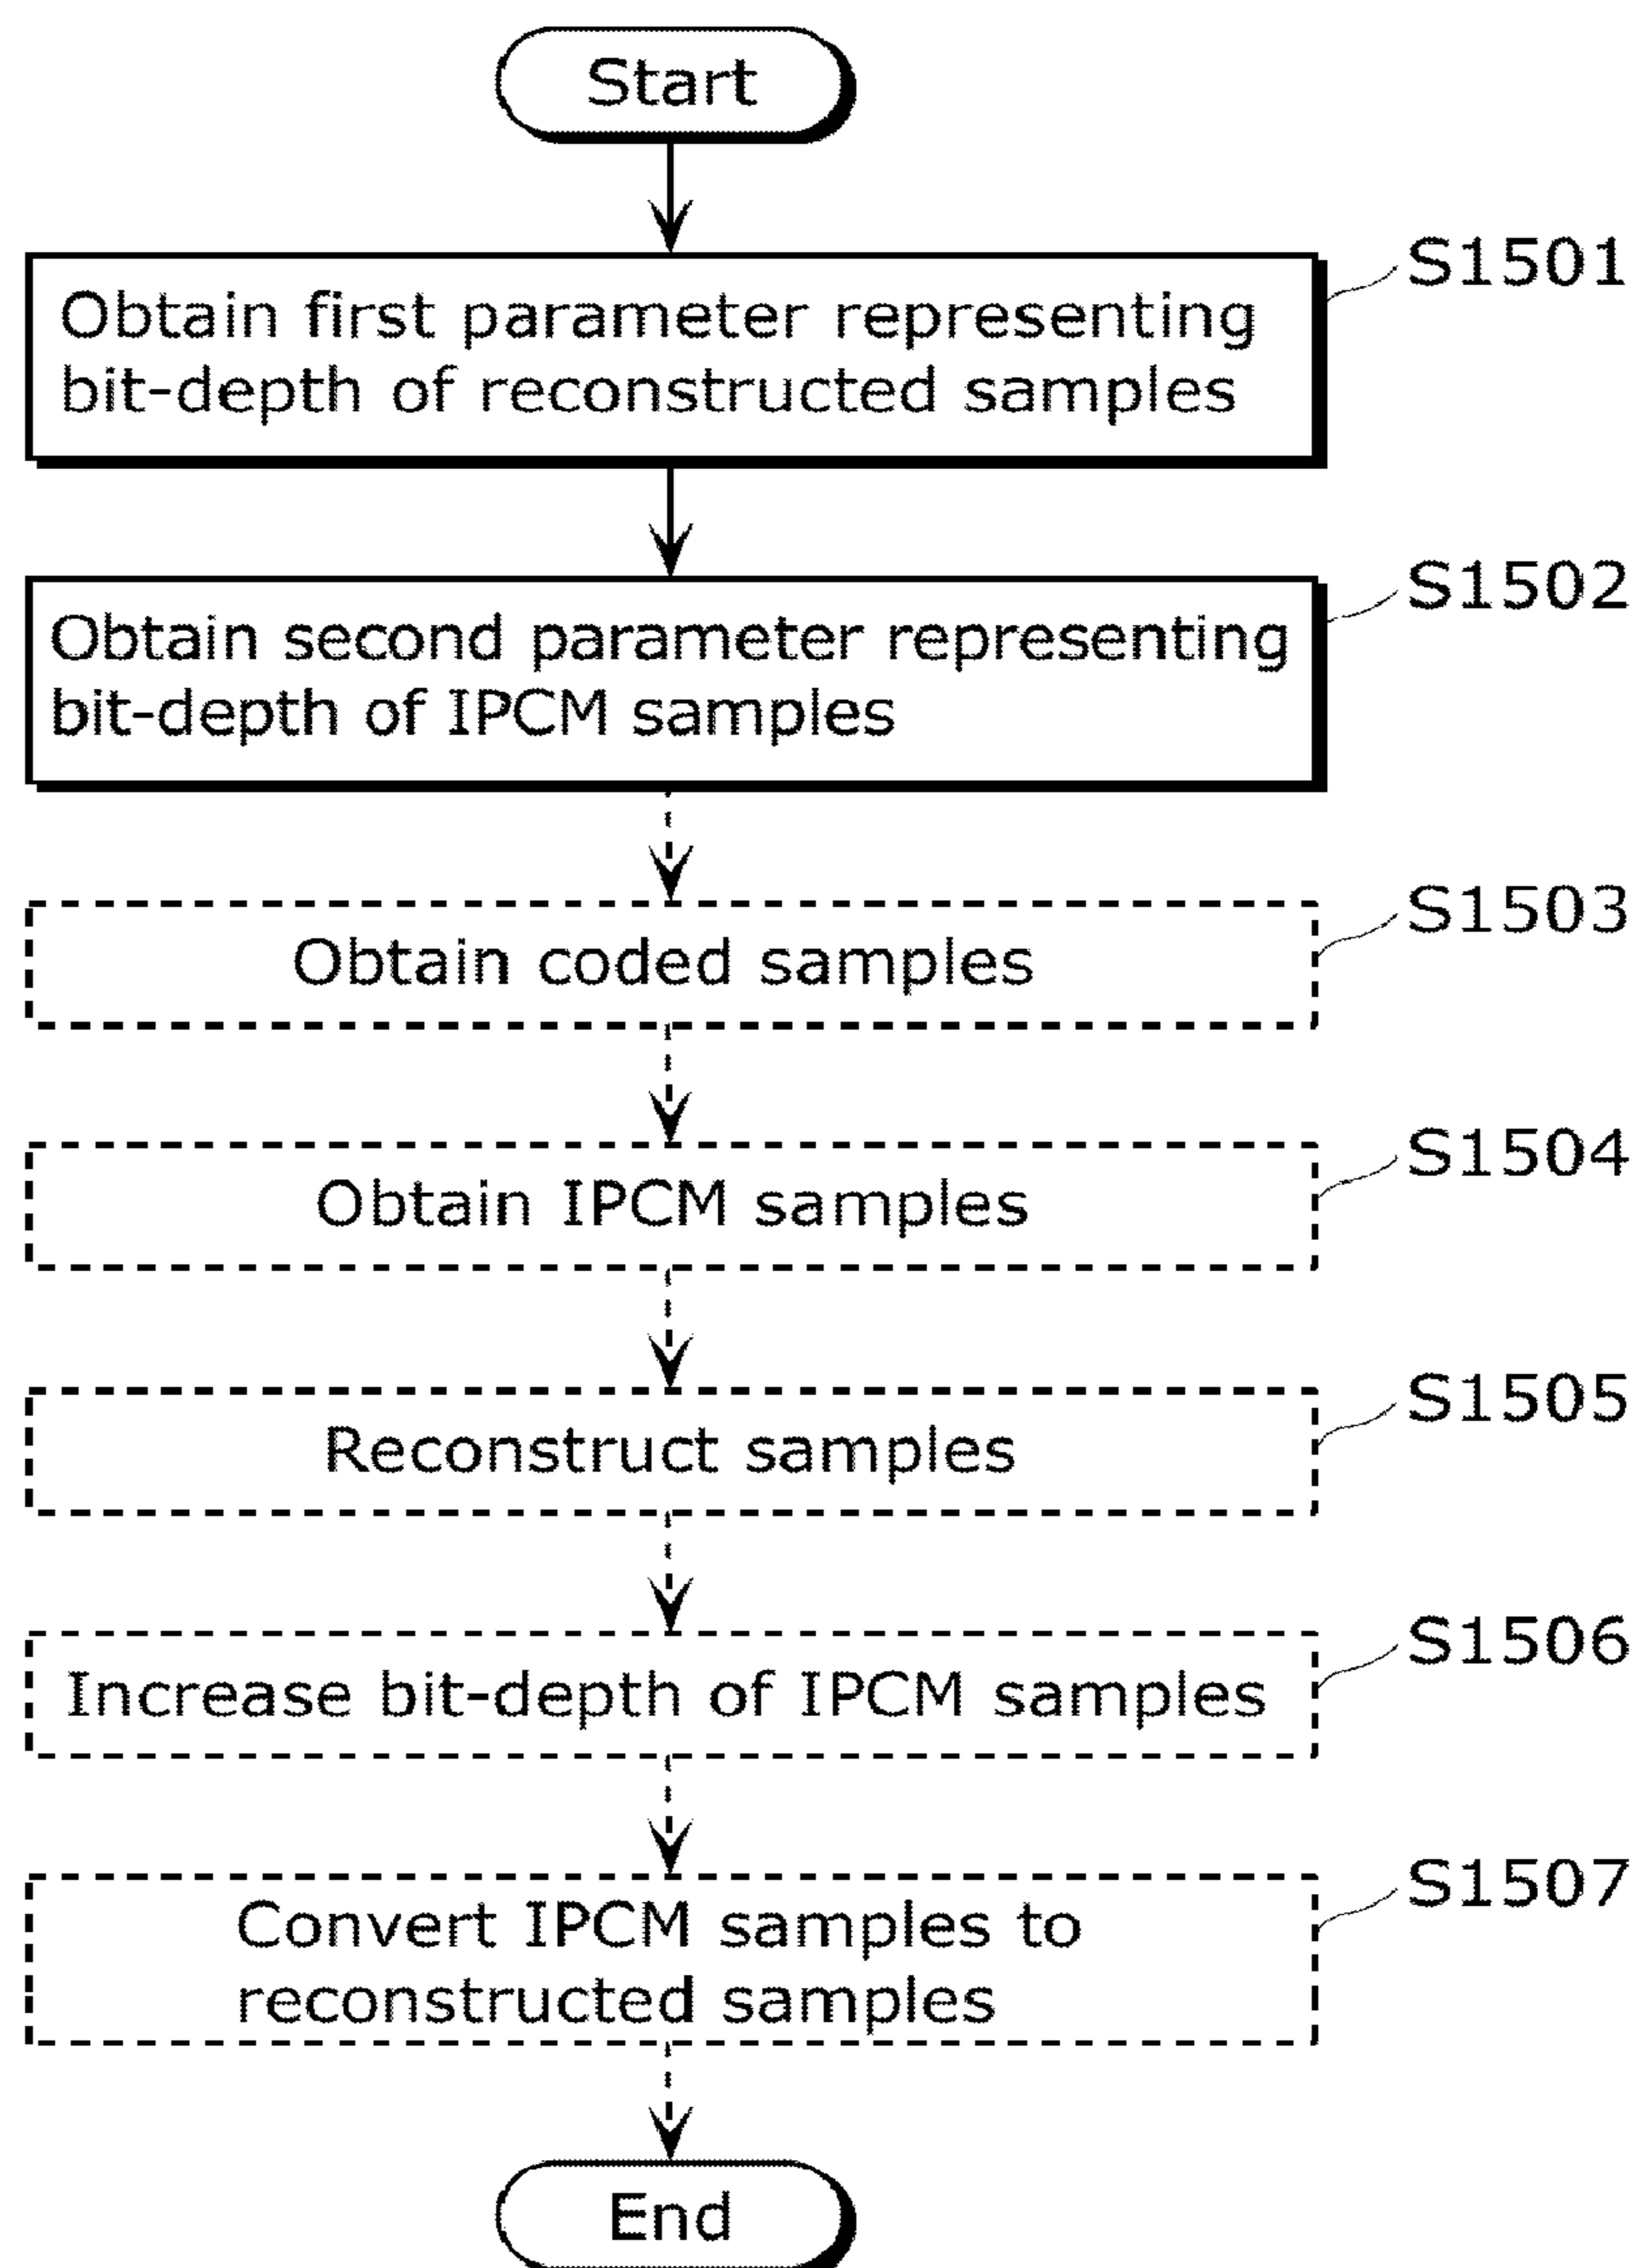 Start
S1501
Obtain first parameter representing
bit-depth of reconstructed samples
S1502
Obtain second parameter representing
bit-depth of IPCM samples
S1503
Obtain coded samples
S1504
Obtain IPCM samples
S1505
Reconstruct samples
S1506
Increase bit-depth of IPCM samples
S1507
Convert IPCM samples to
reconstructed samples
End